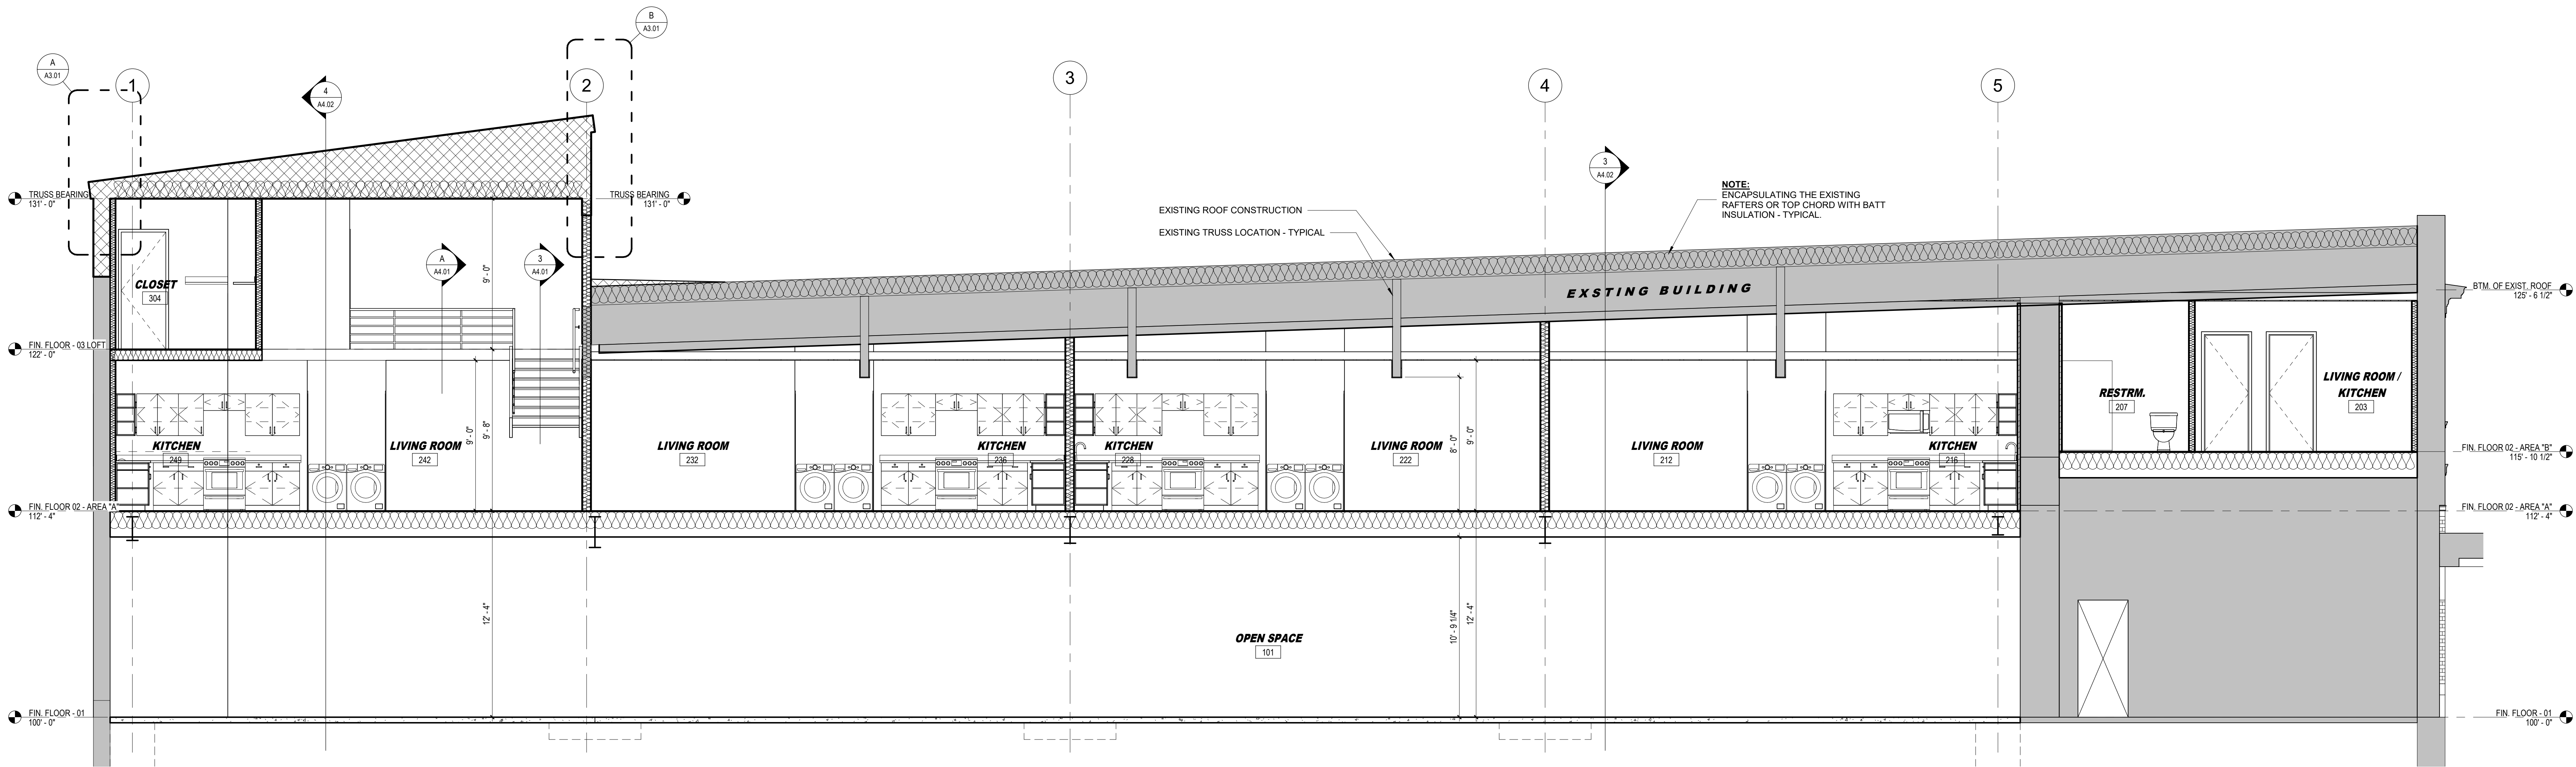 B
A3.01
A
A3.01
1
4
A4.02
2
3
4
5
3
A4.02
TRUSS BEARING
131' - 0"
TRUSS BEARING
131' - 0"
NOTE:
ENCAPSULATING THE EXISTING
RAFTERS OR TOP CHORD WITH BATT
INSULATION - TYPICAL.
EXISTING ROOF CONSTRUCTION
EXISTING TRUSS LOCATION - TYPICAL
A
A4.01
3
A4.01
9' - 0"
CLOSET
304
EXSTING BUILDING
BTM. OF EXIST. ROOF
125' - 6 1/2"
FIN. FLOOR - 03 LOFT
122' - 0"
LIVING ROOM /
KITCHEN
203
RESTRM.
207
KITCHEN
249
LIVING ROOM
242
9' - 0"
9' - 8"
LIVING ROOM
232
KITCHEN
236
KITCHEN
228
LIVING ROOM
222
8' - 0"
9' - 0"
LIVING ROOM
212
KITCHEN
216
FIN. FLOOR 02 - AREA "B"
115' - 10 1/2"
FIN. FLOOR 02 - AREA "A"
112' - 4"
FIN. FLOOR 02 - AREA "A"
112' - 4"
12' - 4"
10' - 9 1/4"
12' - 4"
OPEN SPACE
101
FIN. FLOOR - 01
100' - 0"
FIN. FLOOR - 01
100' - 0"